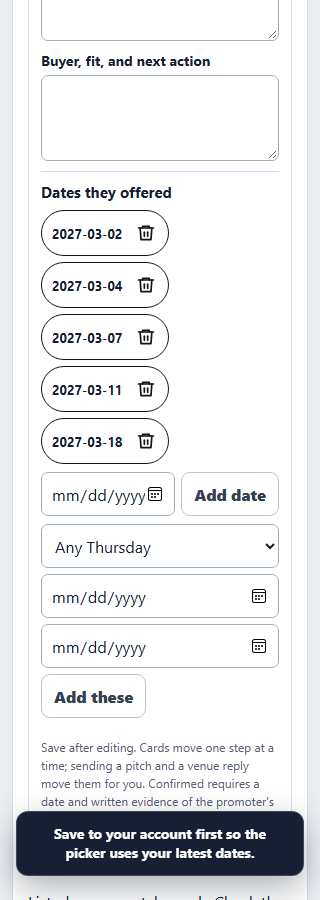 Buyer, fit, and next action
Dates they offered
2027-03-02
2027-03-04
2027-03-07
2027-03-11
2027-03-18
mm/dd/yyyy
Add date
Any Thursday
mm/dd/yyyy
mm/dd/yyyy
Add these
Save after editing. Cards move one step at a
time; sending a pitch and a venue reply
move them for you. Confirmed requires a
date and written evidence of the promoter's
Save to your account first so the
picker uses your latest dates.